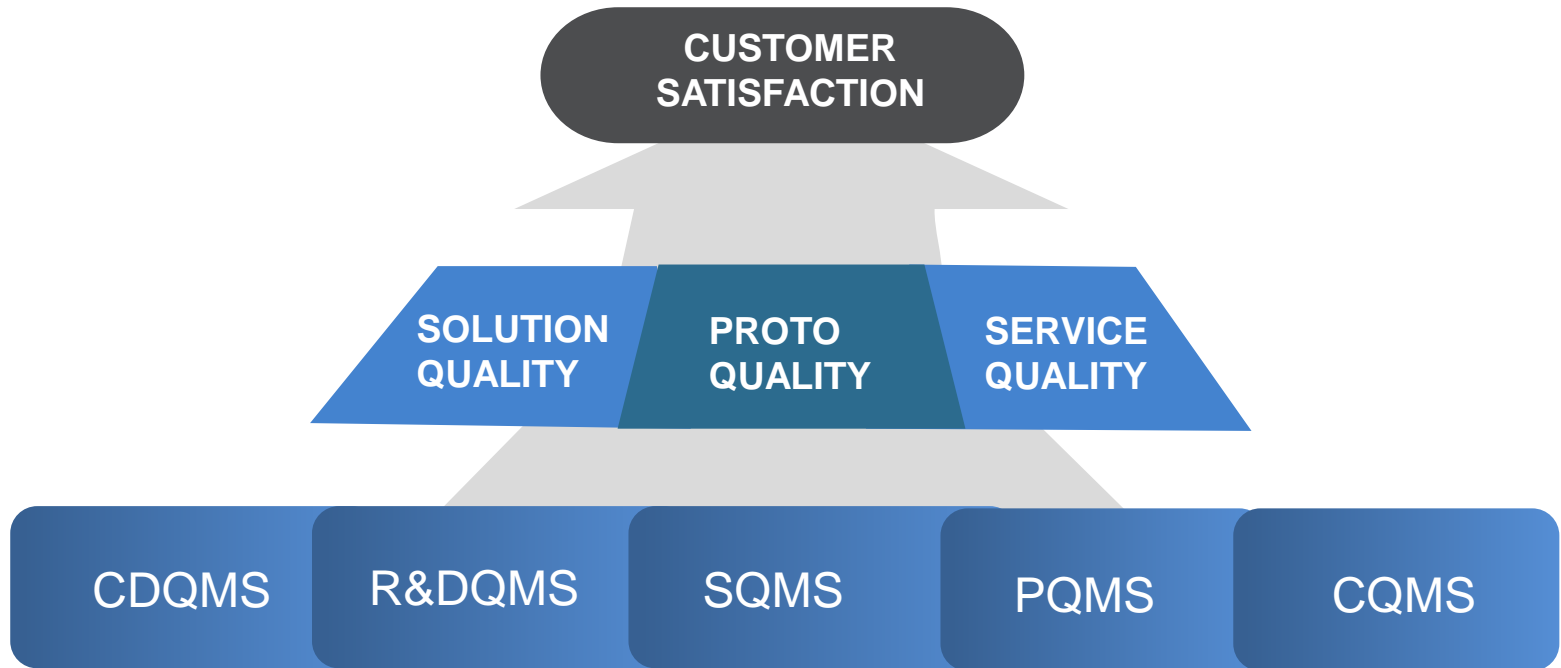 CUSTOMER
SATISFACTION
SOLUTION
QUALITY
PROTO
QUALITY
SERVICE
QUALITY
CDQMS
R&DQMS
SQMS
PQMS
CQMS